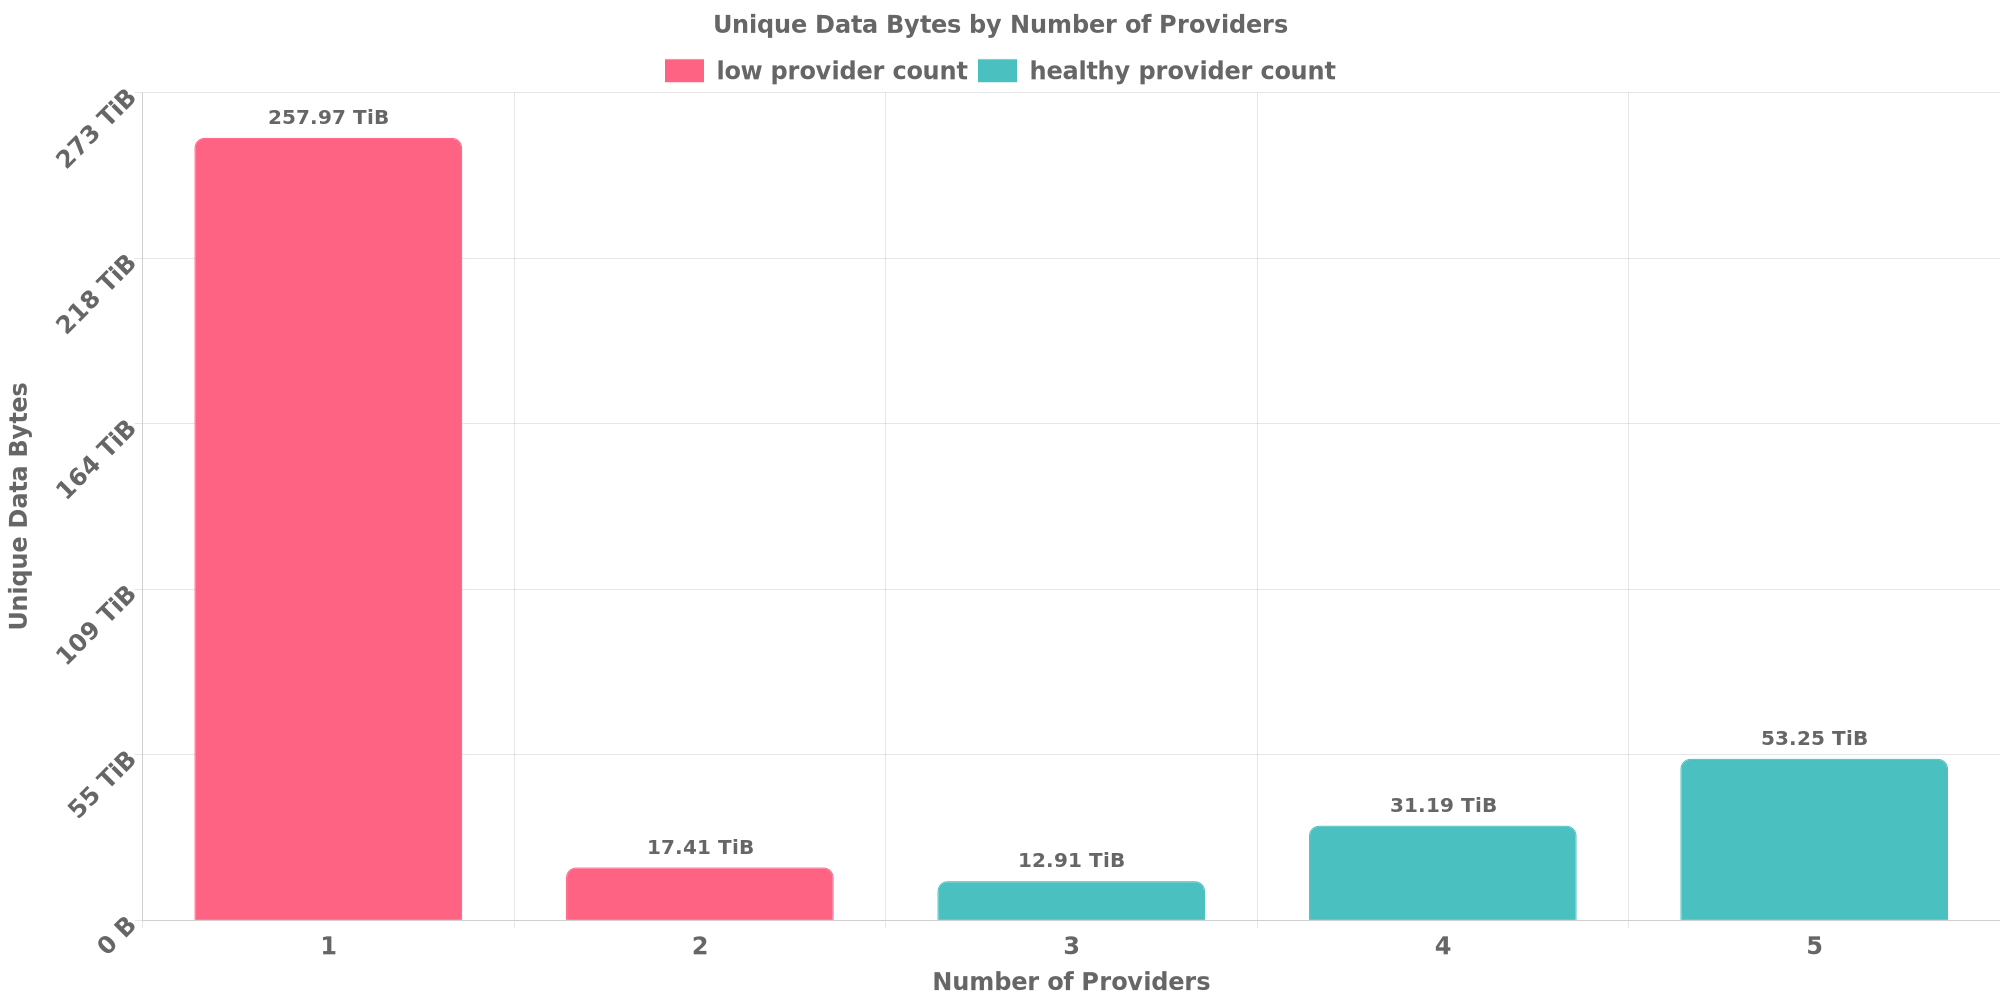 Unique Data Bytes by Number of Providers
low provider count healthy provider count
273 TiB
218 TiB
164 TiB
109 TiB
55 TiB
0 B
Unique Data Bytes
257.97 TiB
17.41 TiB
12.91 TiB
31.19 TiB
53.25 TiB
1 2 3 4 5
Number of Providers